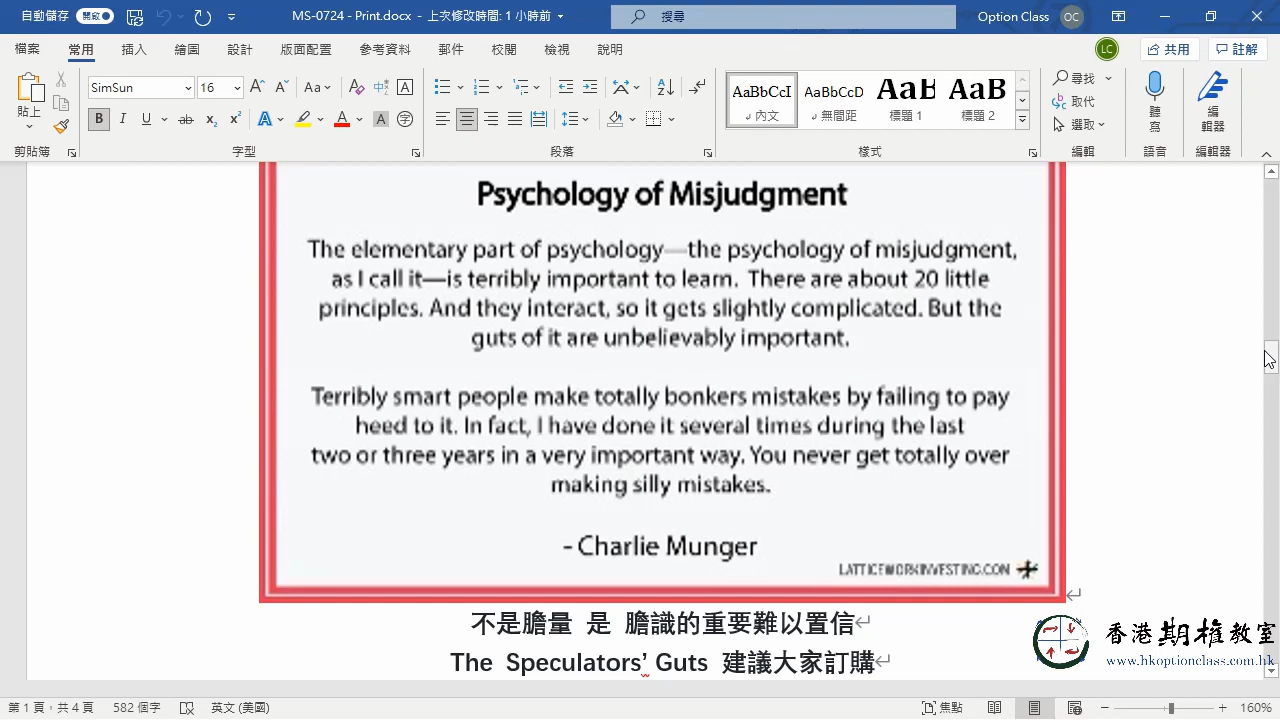 自動儲存 開啟 MS-0724 - Print.docx - 上次修改時間: 1 小時前 搜尋 Option Class OC
檔案 常用 插入 繪圖 設計 版面配置 參考資料 郵件 校閱 檢視 說明 LC 共用 註解
貼上 SimSun 16 Aa 內文 無間距 標題 1 標題 2 尋找 取代 選取 聽寫 編輯器
AaBbCcI AaBbCcD AaB AaB
剪貼簿 字型 段落 樣式 編輯 語音 編輯器
Psychology of Misjudgment
The elementary part of psychology—the psychology of misjudgment,
as I call it—is terribly important to learn. There are about 20 little
principles. And they interact, so it gets slightly complicated. But the
guts of it are unbelievably important.
Terribly smart people make totally bonkers mistakes by failing to pay
heed to it. In fact, I have done it several times during the last
two or three years in a very important way. You never get totally over
making silly mistakes.
- Charlie Munger
LATTICEWORKINVESTING.COM
不是膽量 是 膽識的重要難以置信
The Speculators’ Guts 建議大家訂購
香港期權教室
www.hkoptionclass.com.hk
第 1 頁，共 4 頁 582 個字 英文 (美國) 焦點 160%